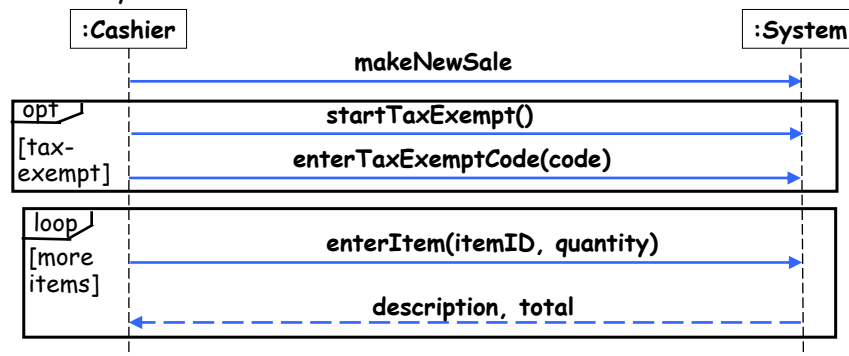 :Cashier :System
makeNewSale
opt
startTaxExempt()
[tax-
exempt]
enterTaxExemptCode(code)
loop
enterItem(itemID, quantity)
[more
items]
description, total